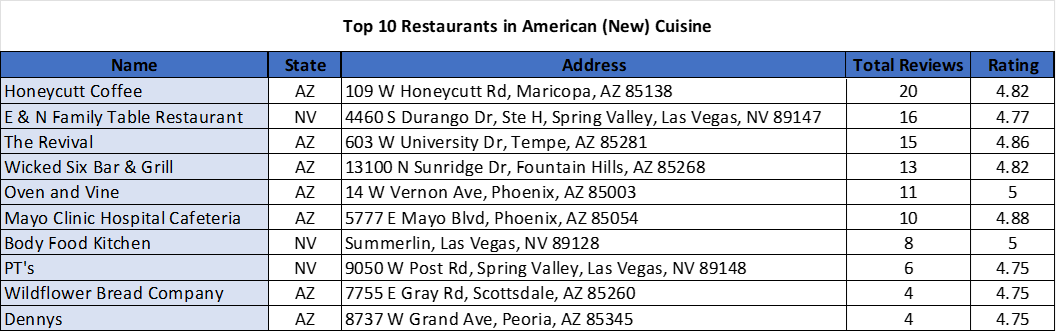 Top 10 Restaurants in American (New) Cuisine
Name State Address Total Reviews Rating
Honeycutt Coffee AZ 109 W Honeycutt Rd, Maricopa, AZ 85138 20 4.82
E & N Family Table Restaurant NV 4460 S Durango Dr, Ste H, Spring Valley, Las Vegas, NV 89147 16 4.77
The Revival AZ 603 W University Dr, Tempe, AZ 85281 15 4.86
Wicked Six Bar & Grill AZ 13100 N Sunridge Dr, Fountain Hills, AZ 85268 13 4.82
Oven and Vine AZ 14 W Vernon Ave, Phoenix, AZ 85003 11 5
Mayo Clinic Hospital Cafeteria AZ 5777 E Mayo Blvd, Phoenix, AZ 85054 10 4.88
Body Food Kitchen NV Summerlin, Las Vegas, NV 89128 8 5
PT's NV 9050 W Post Rd, Spring Valley, Las Vegas, NV 89148 6 4.75
Wildflower Bread Company AZ 7755 E Gray Rd, Scottsdale, AZ 85260 4 4.75
Dennys AZ 8737 W Grand Ave, Peoria, AZ 85345 4 4.75